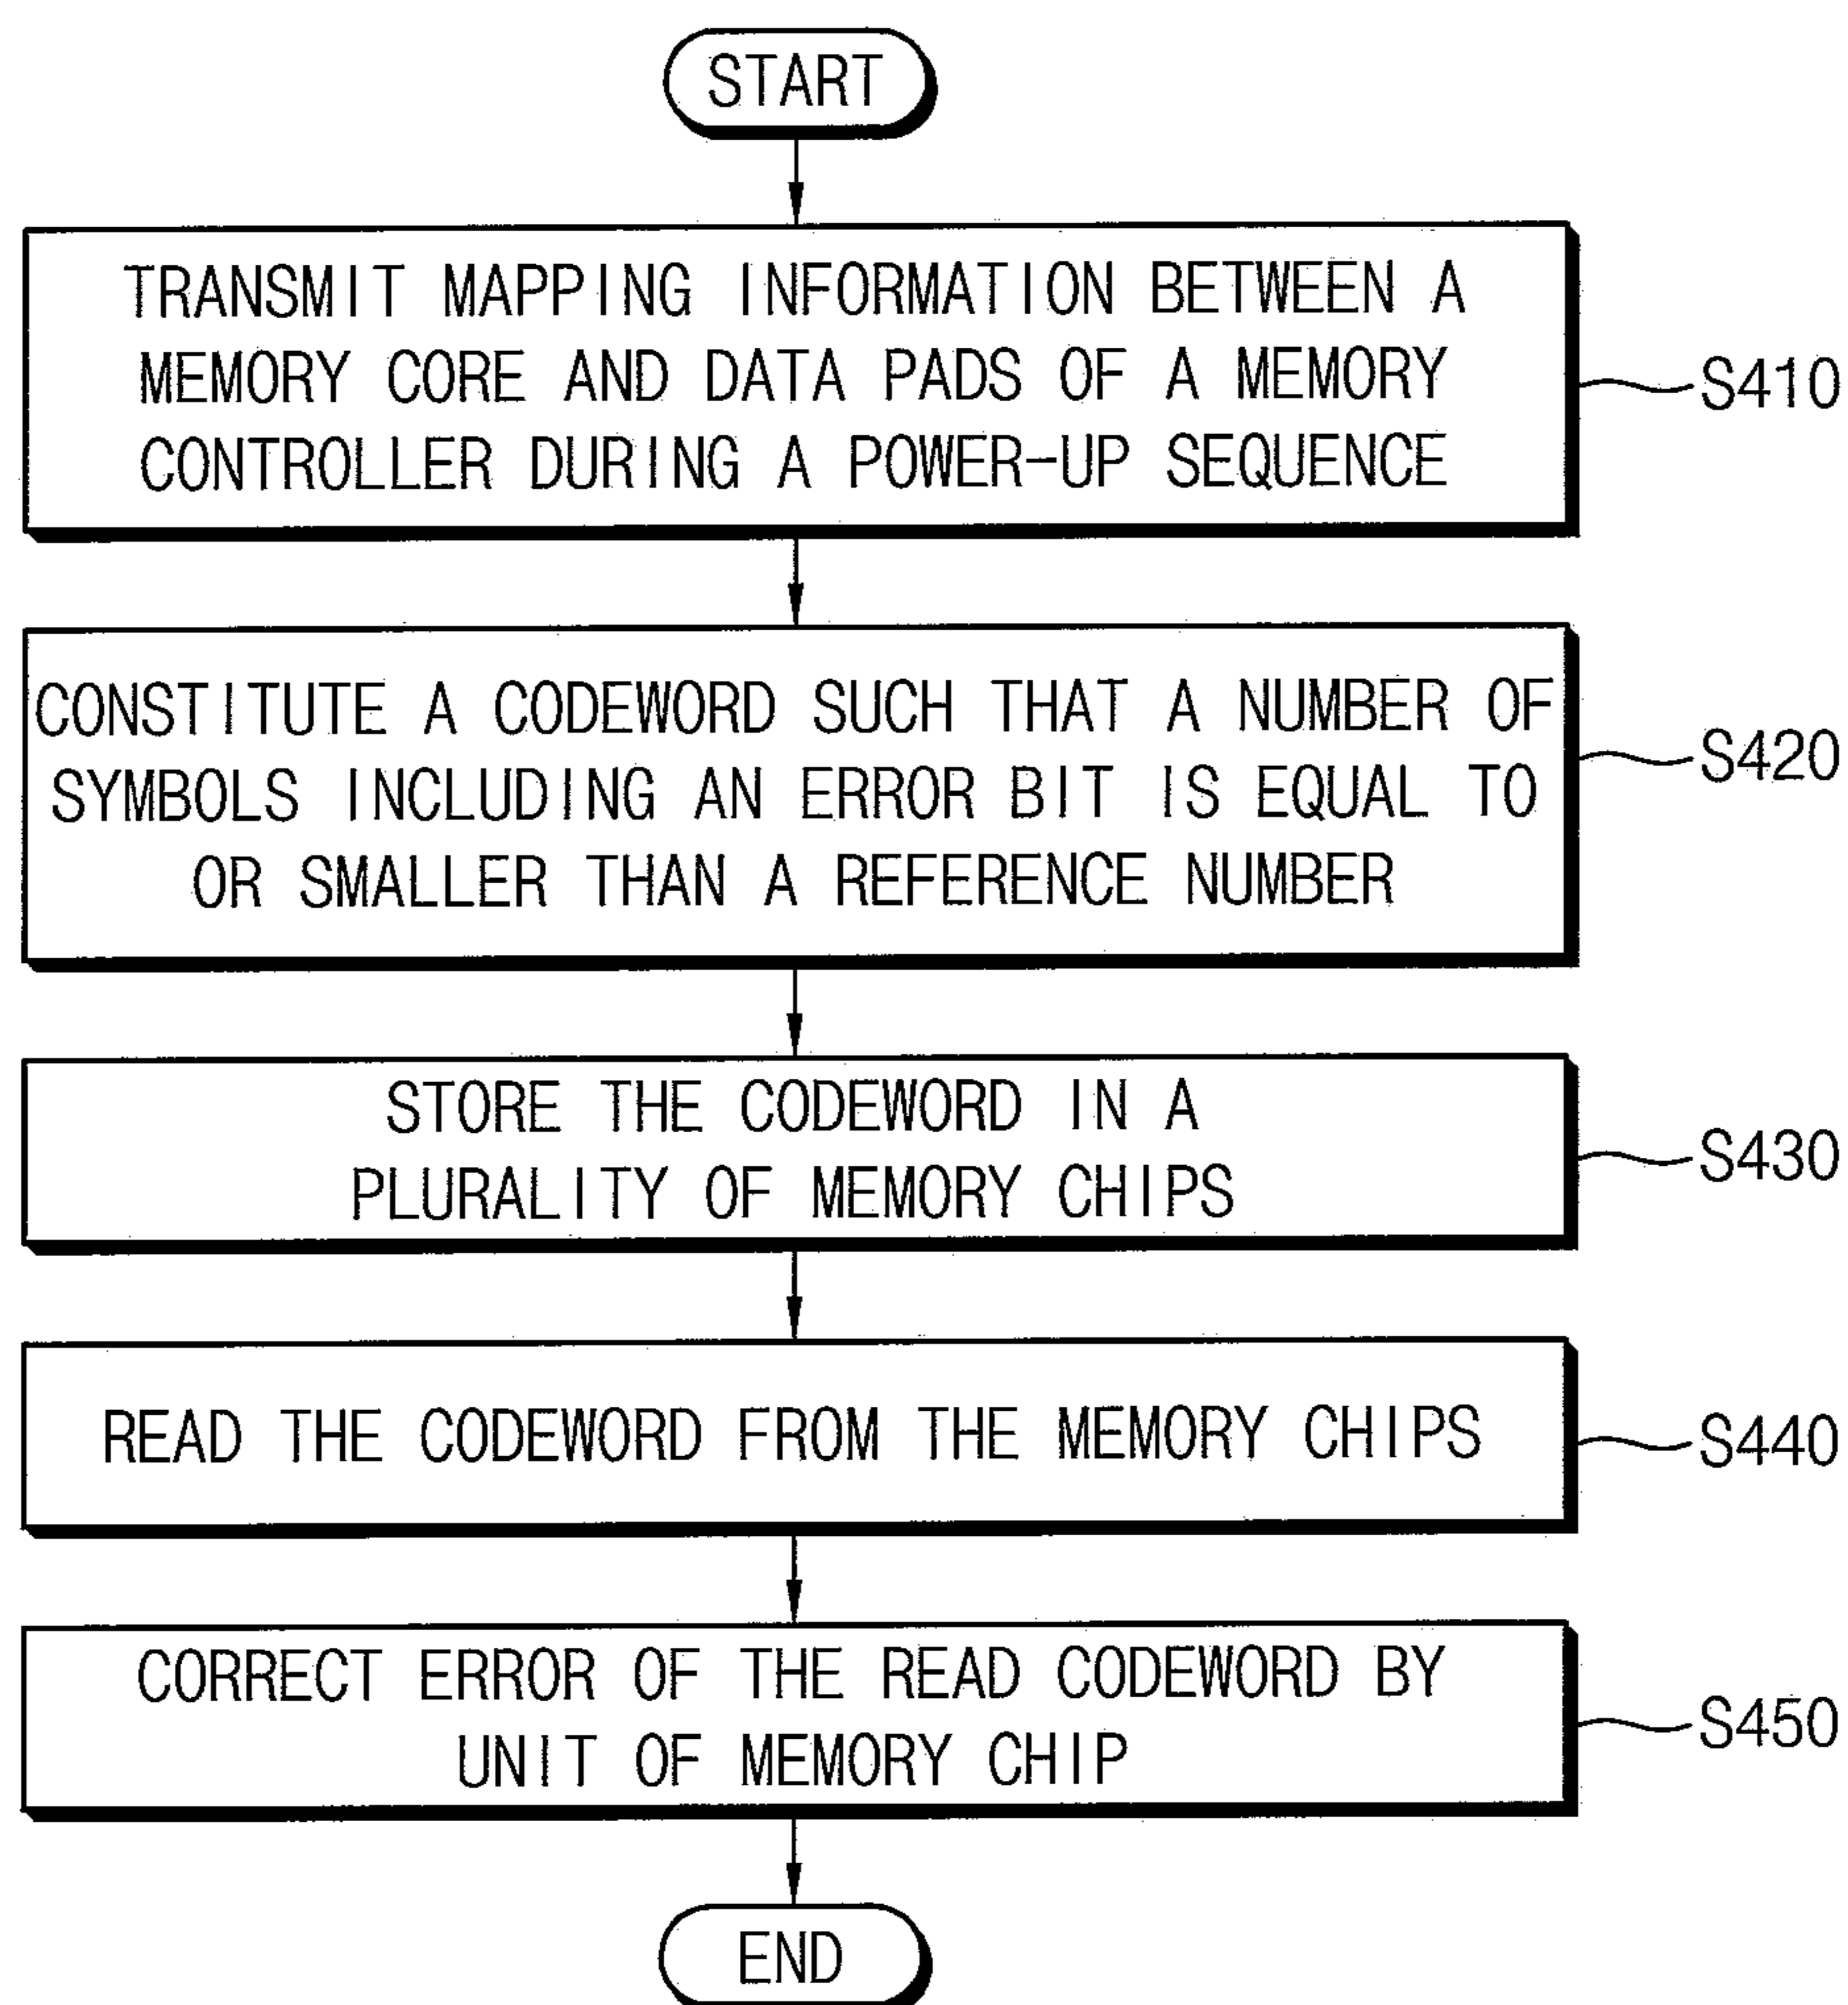 START
TRANSMIT MAPPING INFORMATION BETWEEN A
MEMORY CORE AND DATA PADS OF A MEMORY
CONTROLLER DURING A POWER-UP SEQUENCE
S410
CONSTITUTE A CODEWORD SUCH THAT A NUMBER OF
SYMBOLS INCLUDING AN ERROR BIT IS EQUAL TO
OR SMALLER THAN A REFERENCE NUMBER
S420
STORE THE CODEWORD IN A
PLURALITY OF MEMORY CHIPS
S430
READ THE CODEWORD FROM THE MEMORY CHIPS
S440
CORRECT ERROR OF THE READ CODEWORD BY
UNIT OF MEMORY CHIP
S450
END